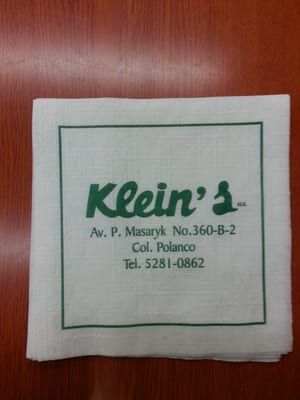 Klein's
Av. P. Masaryk No.360-B-2
Col. Polanco
Tel. 5281-0862